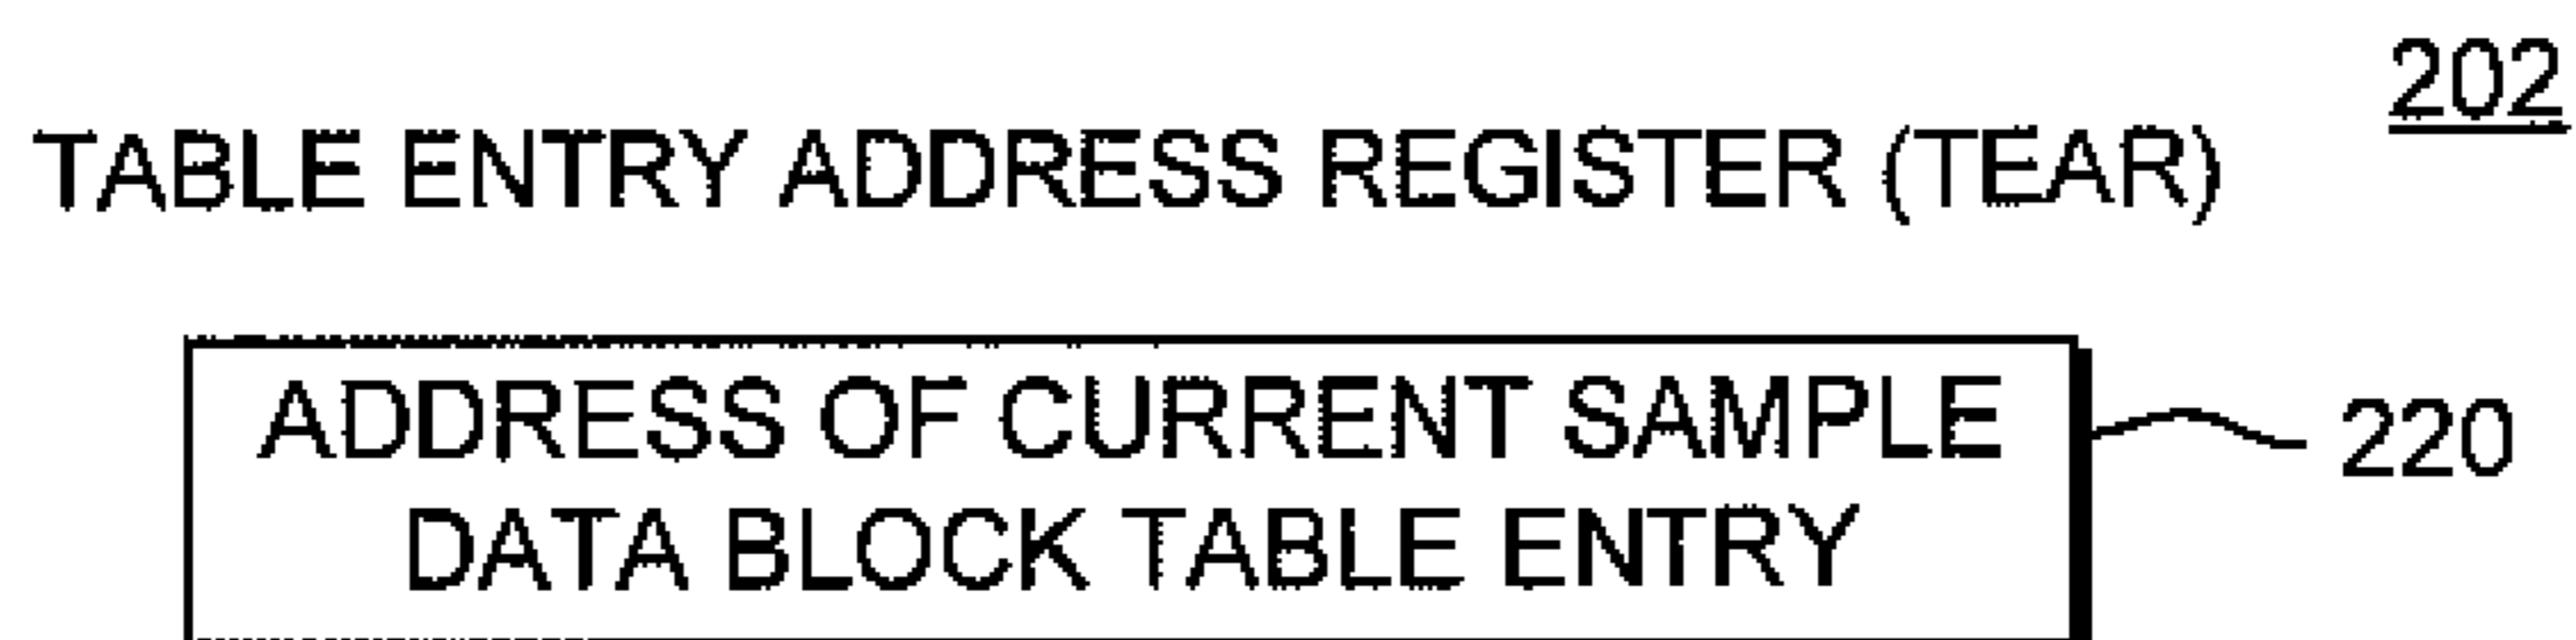 202
TABLE ENTRY ADDRESS REGISTER (TEAR)
ADDRESS OF CURRENT SAMPLE
DATA BLOCK TABLE ENTRY
220